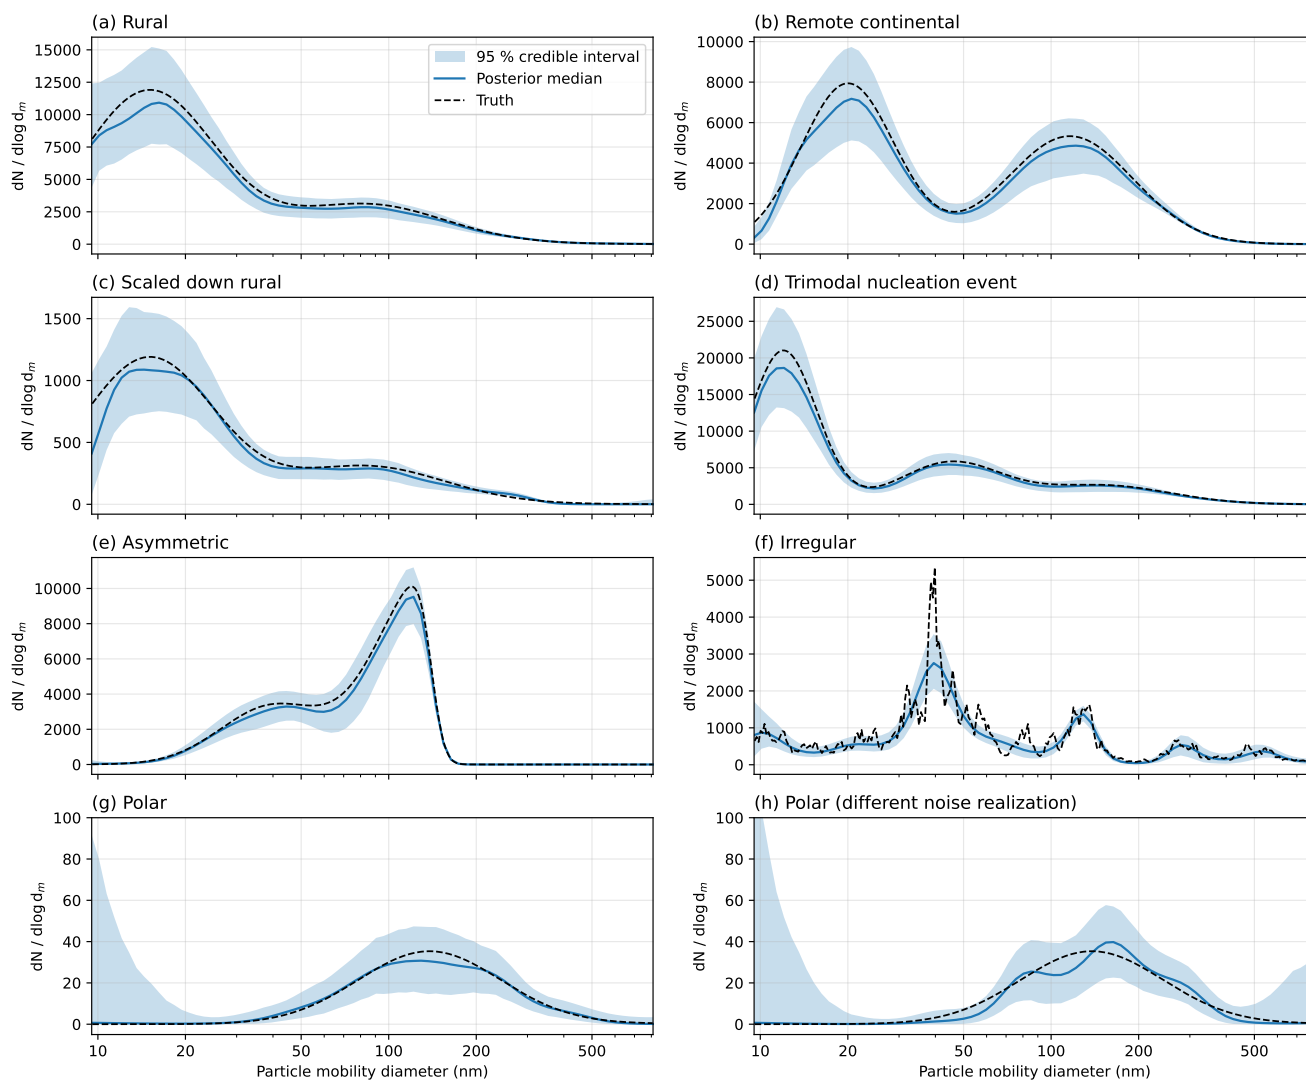 (a) Rural
15000
12500
10000
7500
5000
2500
0
dN / dlog dm
95 % credible interval
Posterior median
Truth
(b) Remote continental
10000
8000
6000
4000
2000
0
dN / dlog dm
(c) Scaled down rural
1500
1000
500
0
dN / dlog dm
(d) Trimodal nucleation event
25000
20000
15000
10000
5000
0
dN / dlog dm
(e) Asymmetric
10000
8000
6000
4000
2000
0
dN / dlog dm
(f) Irregular
5000
4000
3000
2000
1000
0
dN / dlog dm
(g) Polar
100
80
60
40
20
0
dN / dlog dm
10 20 50 100 200 500
Particle mobility diameter (nm)
(h) Polar (different noise realization)
100
80
60
40
20
0
dN / dlog dm
10 20 50 100 200 500
Particle mobility diameter (nm)